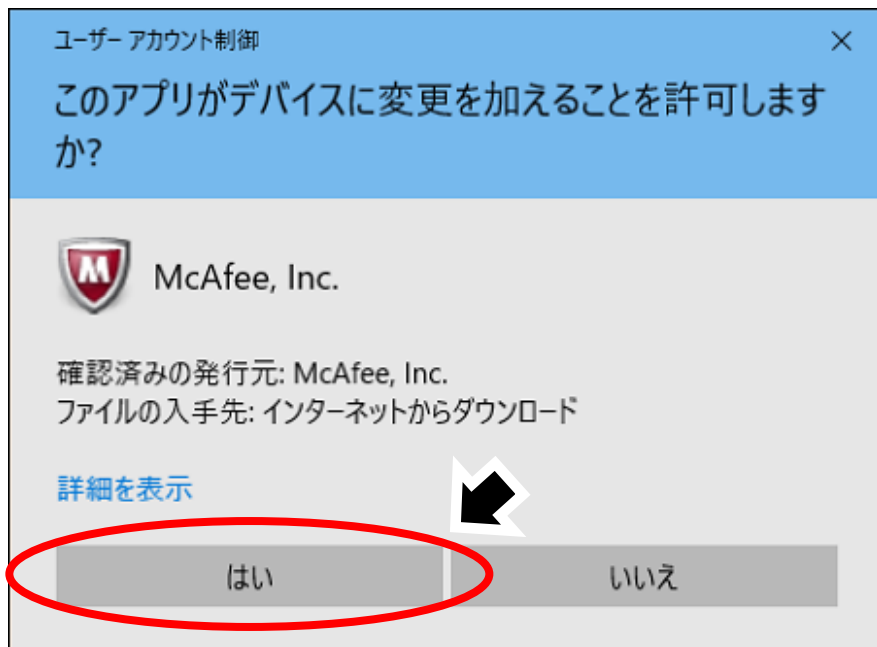 ユーザー アカウント制御
このアプリがデバイスに変更を加えることを許可します
か?
McAfee, Inc.
確認済みの発行元: McAfee, Inc.
ファイルの入手先: インターネットからダウンロード
詳細を表示
はい
いいえ